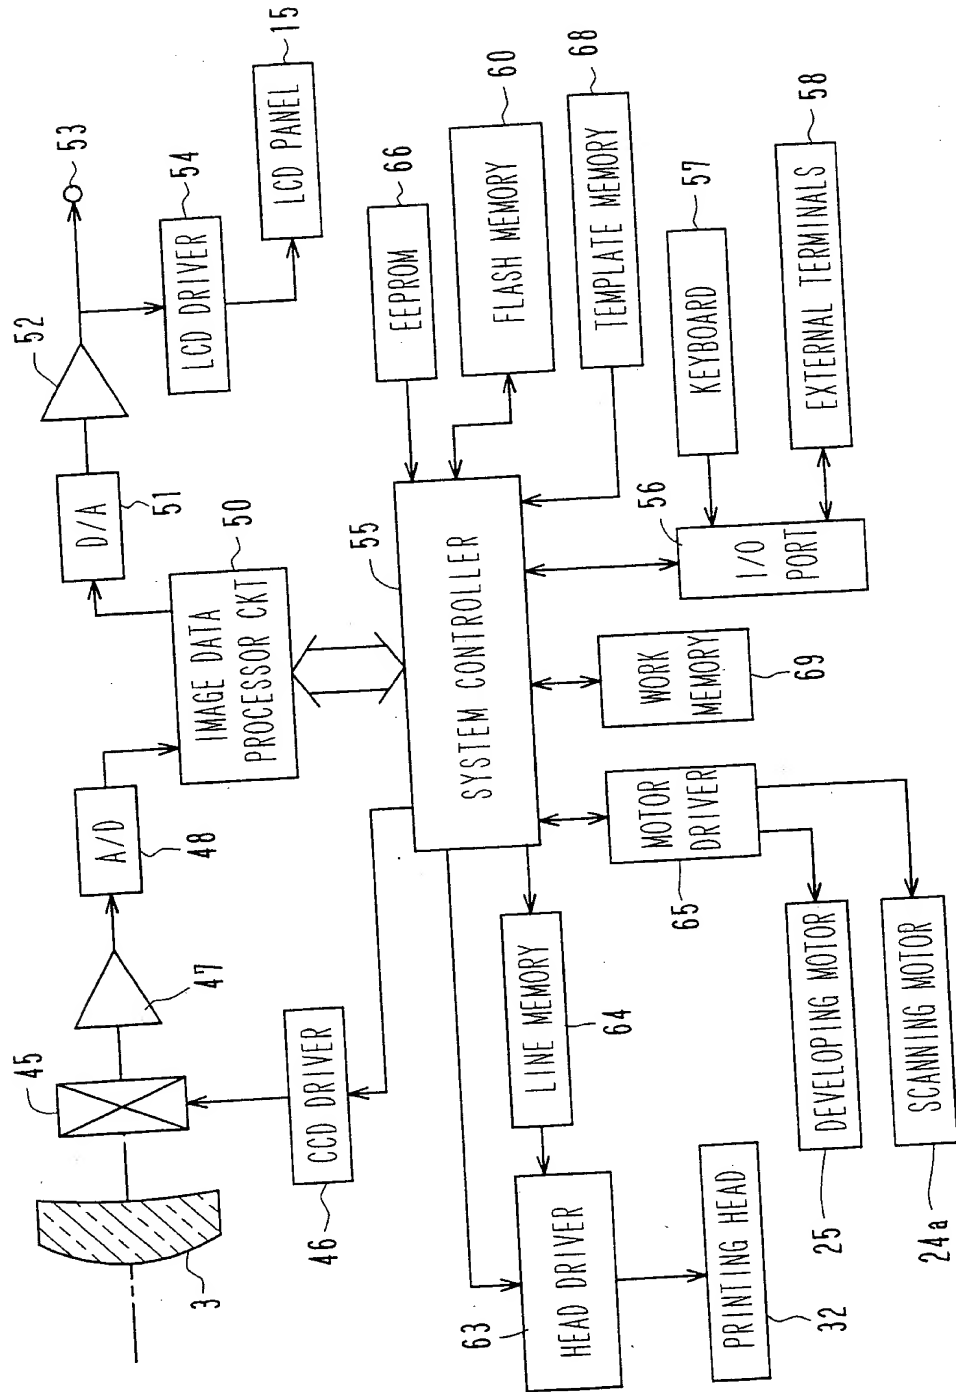 3
45
47
A/D
48
IMAGE DATA
PROCESSOR CKT
50
D/A
51
52
53
LCD DRIVER
54
LCD PANEL
15
CCD DRIVER
46
SYSTEM CONTROLLER
55
EEPROM
66
FLASH MEMORY
60
TEMPLATE MEMORY
68
KEYBOARD
57
EXTERNAL TERMINALS
58
I/O
PORT
56
WORK
MEMORY
69
MOTOR
DRIVER
65
LINE MEMORY
64
HEAD DRIVER
63
PRINTING HEAD
32
DEVELOPING MOTOR
25
SCANNING MOTOR
24a